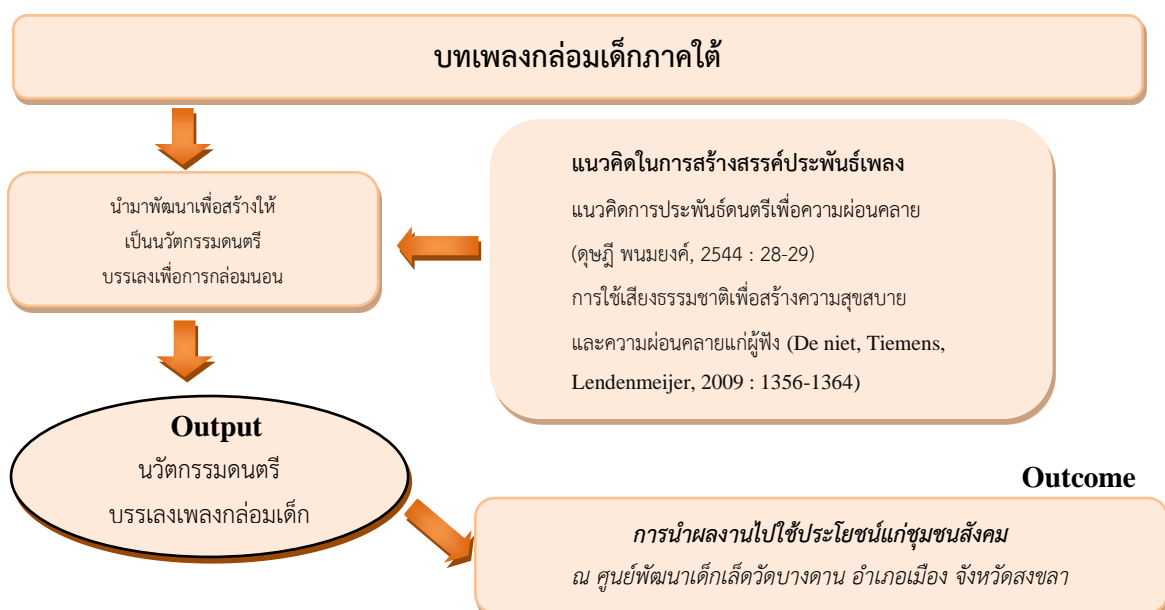 บทเพลงกล่อมเด็กภาคใต้
แนวคิดในการสร้างสรรค์ประพันธ์เพลง
แนวคิดการประพันธ์ดนตรีเพื่อความผ่อนคลาย
(ดุษฎี พนมยงค์, 2544 : 28-29)
การใช้เสียงธรรมชาติเพื่อสร้างความสุขสบาย
และความผ่อนคลายแก่ผู้ฟัง (De niet, Tiemens,
Lendenmeijer, 2009 : 1356-1364)
นำมาพัฒนาเพื่อสร้างให้
เป็นนวัตกรรมดนตรี
บรรเลงเพื่อการกล่อมนอน
Output
นวัตกรรมดนตรี
บรรเลงเพลงกล่อมเด็ก
Outcome
การนำผลงานไปใช้ประโยชน์แก่ชุมชนสังคม
ณ ศูนย์พัฒนาเด็กเล็ดวัดบางดาน อำเภอเมือง จังหวัดสงขลา